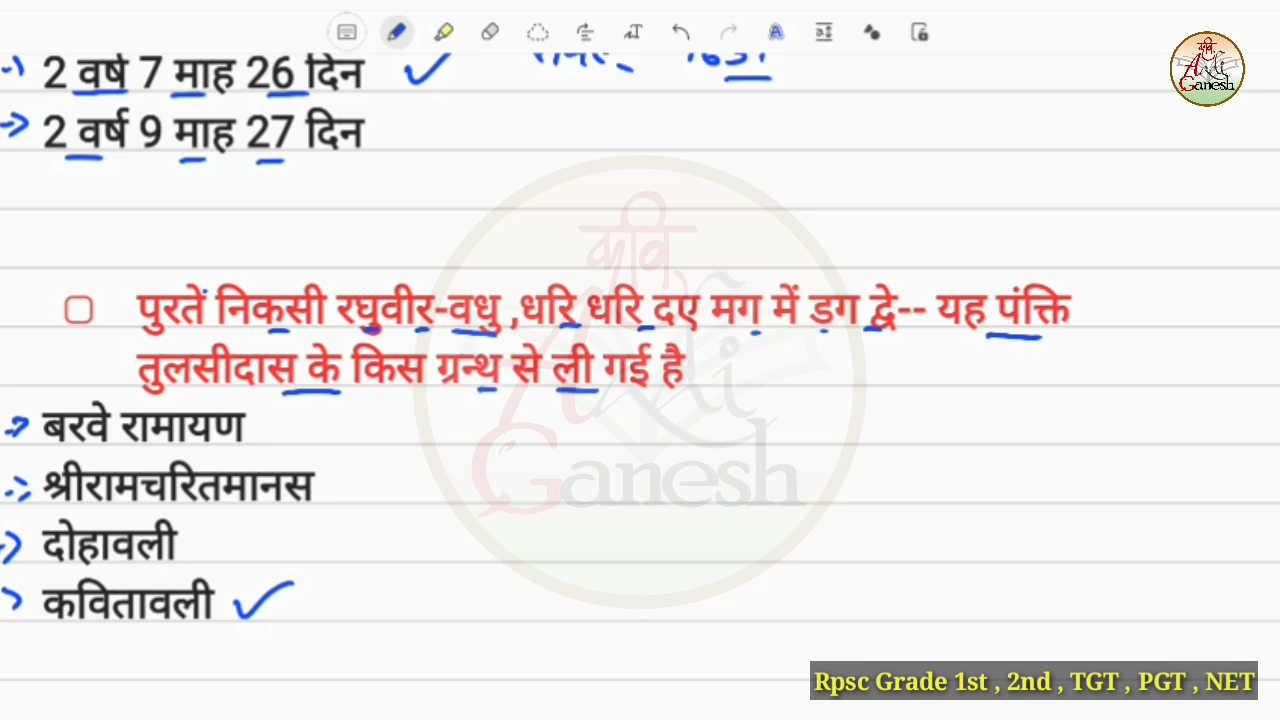 2 वर्ष 7 माह 26 दिन
2 वर्ष 9 माह 27 दिन
पुरतें निकसी रघुवीर-वधु ,धरि धरि दए मग में डग द्वे-- यह पंक्ति
तुलसीदास के किस ग्रन्थ से ली गई है
बरवे रामायण
श्रीरामचरितमानस
दोहावली
कवितावली
कवि
Ganesh
Rpsc Grade 1st , 2nd , TGT , PGT , NET